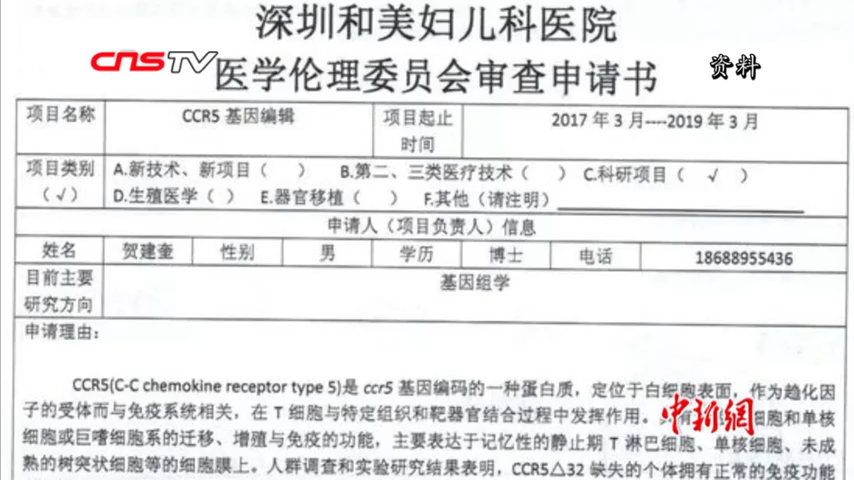 深圳和美妇儿科医院
CNSTV
医学伦理委员会审查申请书
资料
项目名称 CCR5 基因编辑 项目起止时间 2017 年 3 月----2019 年 3 月
项目类别（√） A.新技术、新项目（ ） B.第二、三类医疗技术（ ） C.科研项目（ √ ）
D.生殖医学（ ） E.器官移植（ ） F.其他（请注明）
申请人（项目负责人）信息
姓名 贺建奎 性别 男 学历 博士 电话 18688955436
目前主要研究方向 基因组学
申请理由：
CCR5(C-C chemokine receptor type 5)是 ccr5 基因编码的一种蛋白质，定位于白细胞表面，作为趋化因
子的受体而与免疫系统相关，在 T 细胞与特定组织和靶器官结合过程中发挥作用。 细胞和单核
中新網
细胞或巨嗜细胞系的迁移、增殖与免疫的功能，主要表达于记忆性的静止期 T 淋巴细胞、单核细胞、未成
熟的树突状细胞等的细胞膜上。人群调查和实验研究结果表明，CCR5△32 缺失的个体拥有正常的免疫功能